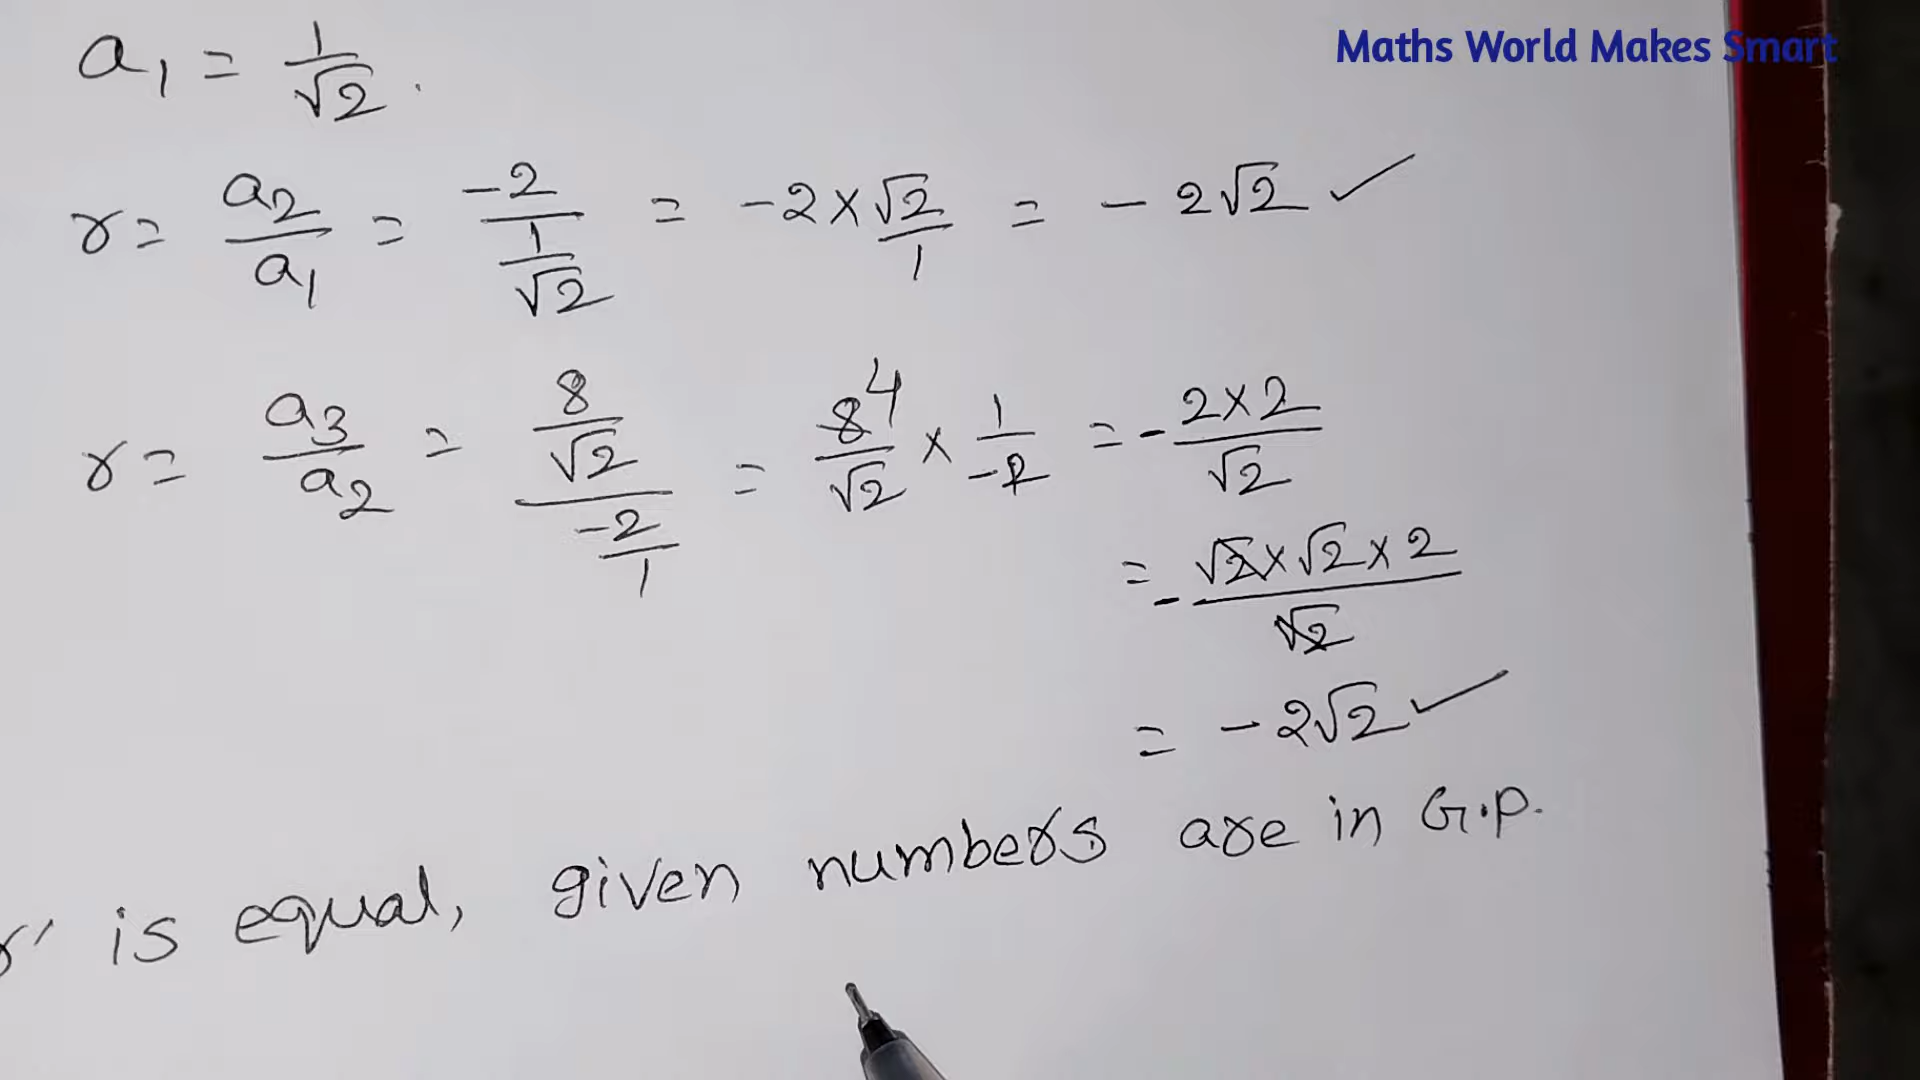 Maths World Makes Smart
a₁ = 1/√2.
r = a₂/a₁ = -2/(1/√2) = -2 × √2/1 = -2√2 ✓
r = a₃/a₂ = (8/√2)/(-2/1) = 8⁴/√2 × 1/-2 = -(2×2)/√2
= -(√2×√2×2)/√2
= -2√2 ✓
r' is equal, given numbers are in G.P.